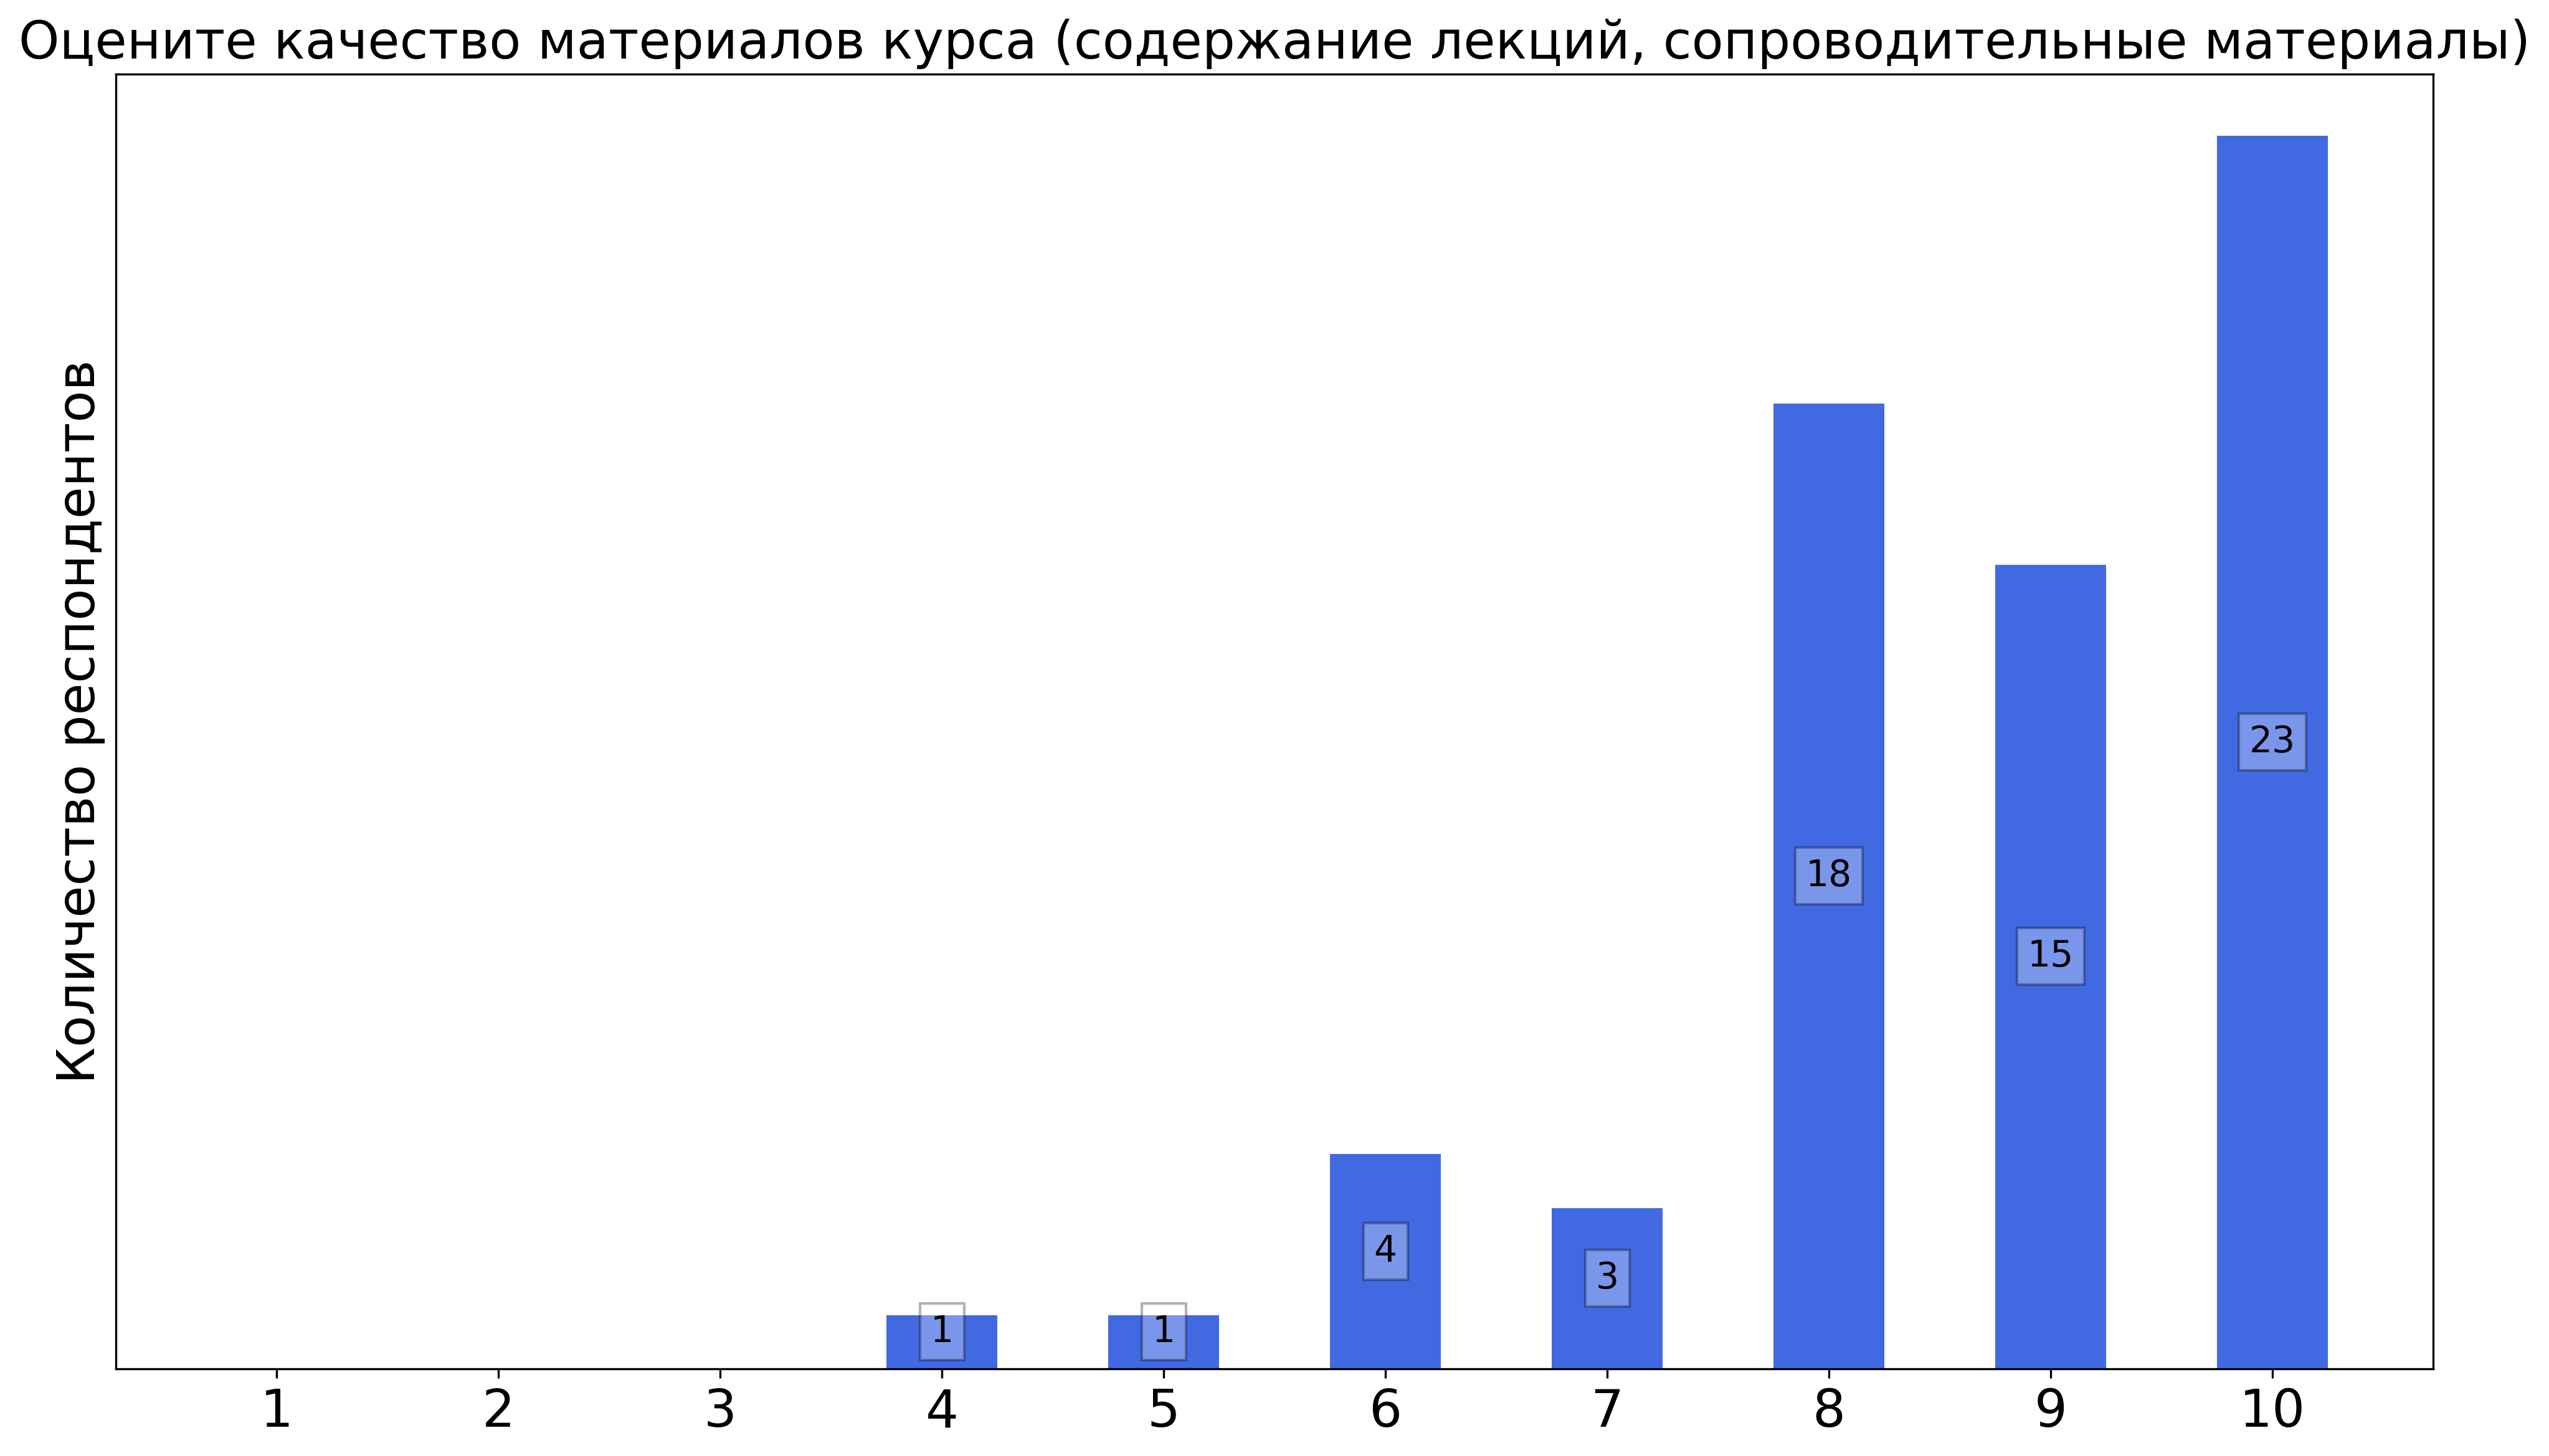 Оцените качество материалов курса (содержание лекций, сопроводительные материалы)
Количество респондентов
23
18
15
4
3
1 1
1 2 3 4 5 6 7 8 9 10